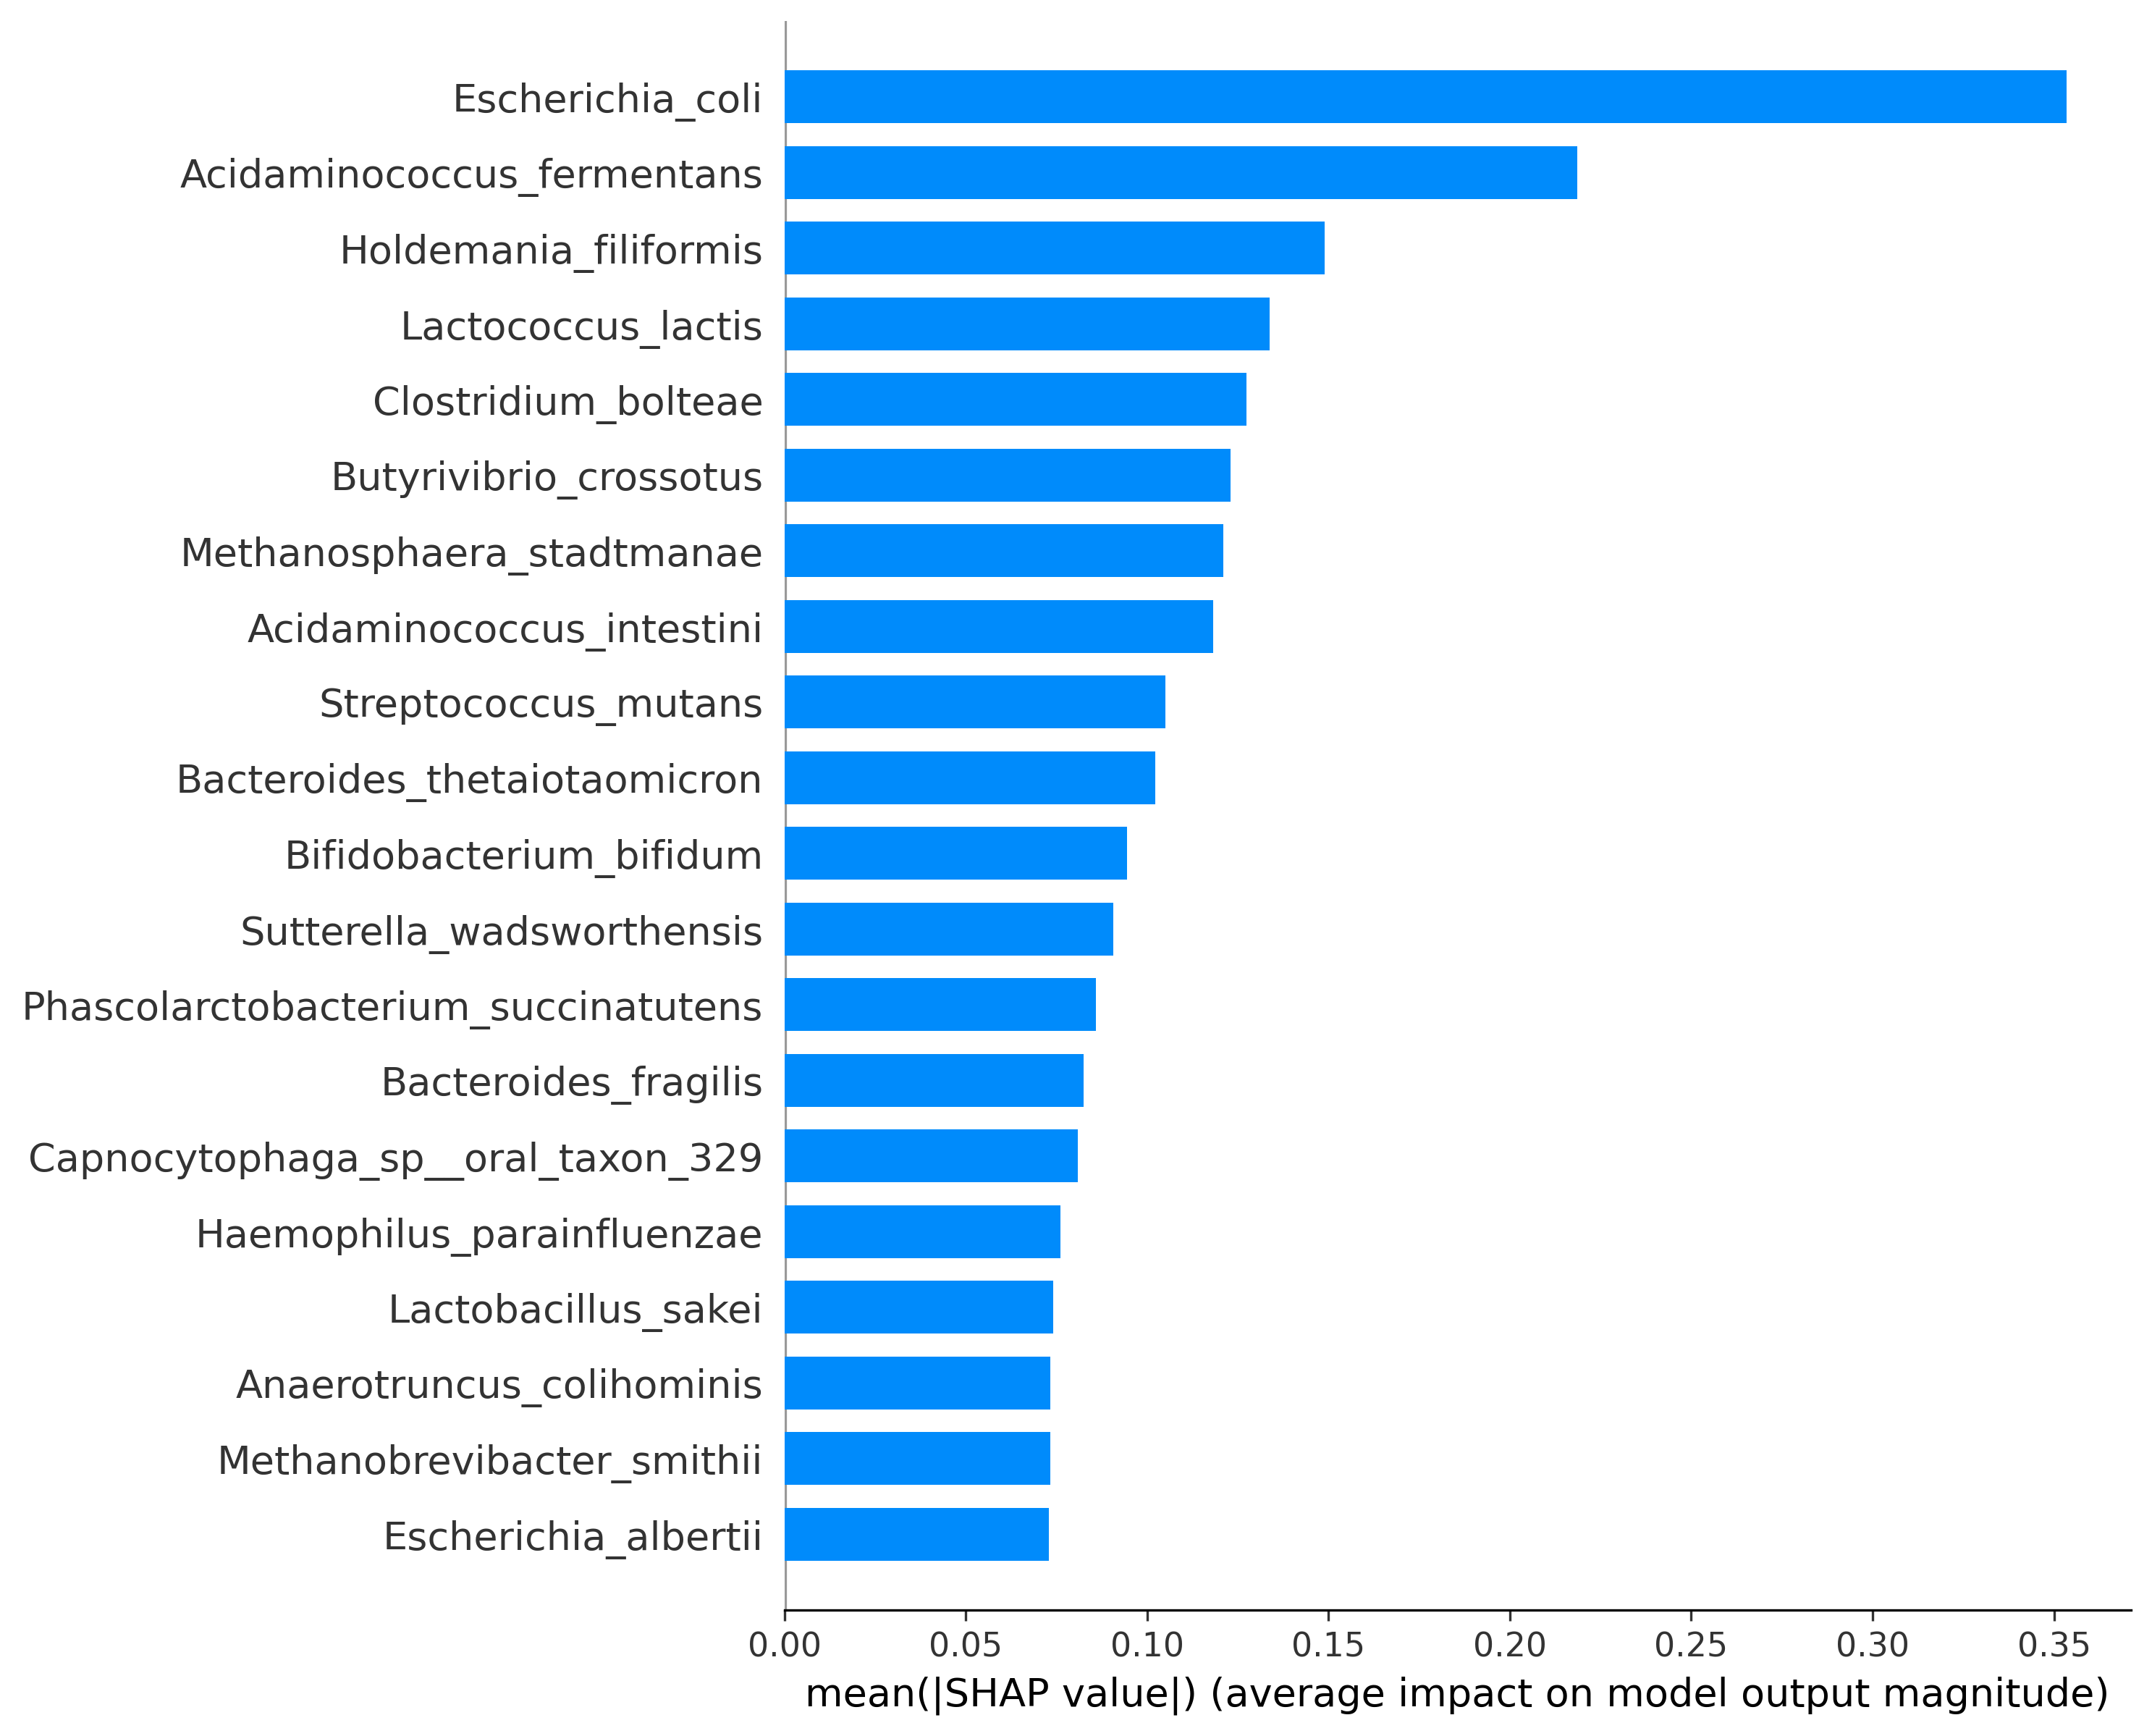 Escherichia_coli
Acidaminococcus_fermentans
Holdemania_filiformis
Lactococcus_lactis
Clostridium_bolteae
Butyrivibrio_crossotus
Methanosphaera_stadtmanae
Acidaminococcus_intestini
Streptococcus_mutans
Bacteroides_thetaiotaomicron
Bifidobacterium_bifidum
Sutterella_wadsworthensis
Phascolarctobacterium_succinatutens
Bacteroides_fragilis
Capnocytophaga_sp__oral_taxon_329
Haemophilus_parainfluenzae
Lactobacillus_sakei
Anaerotruncus_colihominis
Methanobrevibacter_smithii
Escherichia_albertii
0.00 0.05 0.10 0.15 0.20 0.25 0.30 0.35
mean(|SHAP value|) (average impact on model output magnitude)